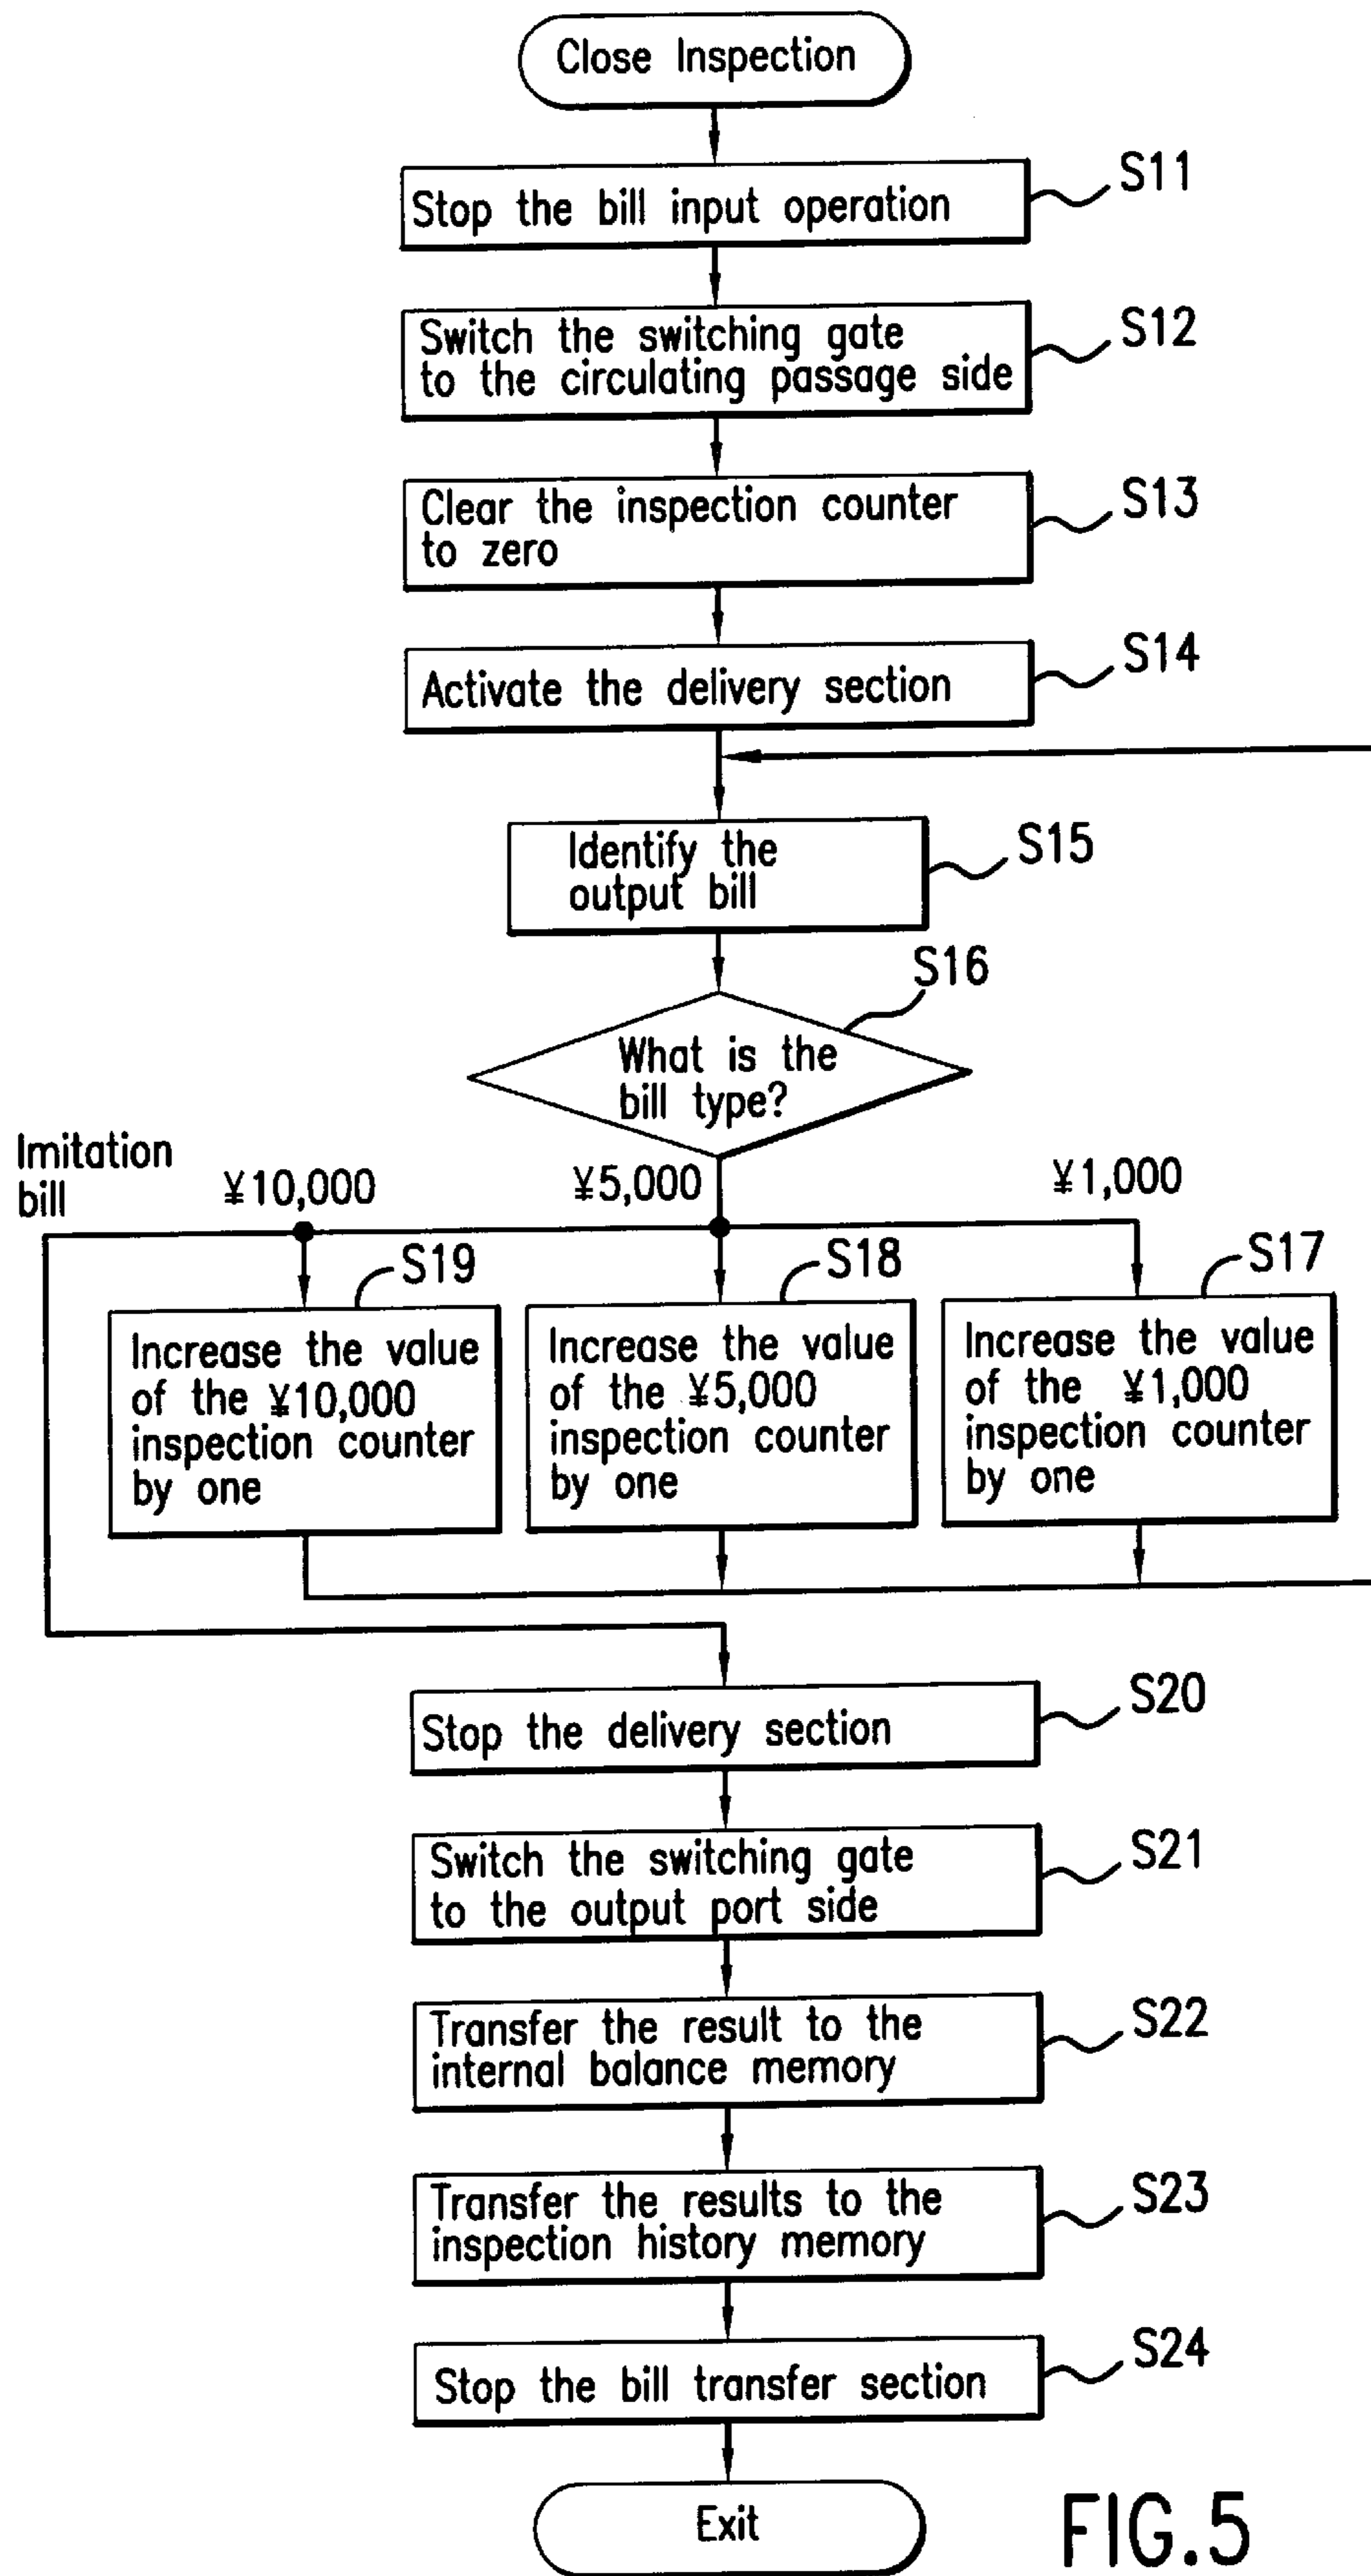 Close Inspection
S11
Stop the bill input operation
S12
Switch the switching gate
to the circulating passage side
S13
Clear the inspection counter
to zero
S14
Activate the delivery section
S15
Identify the
output bill
S16
What is the
bill type?
Imitation
bill
¥10,000
¥5,000
¥1,000
S19
S18
S17
Increase the value
of the ¥10,000
inspection counter
by one
Increase the value
of the ¥5,000
inspection counter
by one
Increase the value
of the ¥1,000
inspection counter
by one
S20
Stop the delivery section
S21
Switch the switching gate
to the output port side
S22
Transfer the result to the
internal balance memory
S23
Transfer the results to the
inspection history memory
S24
Stop the bill transfer section
Exit
FIG.5